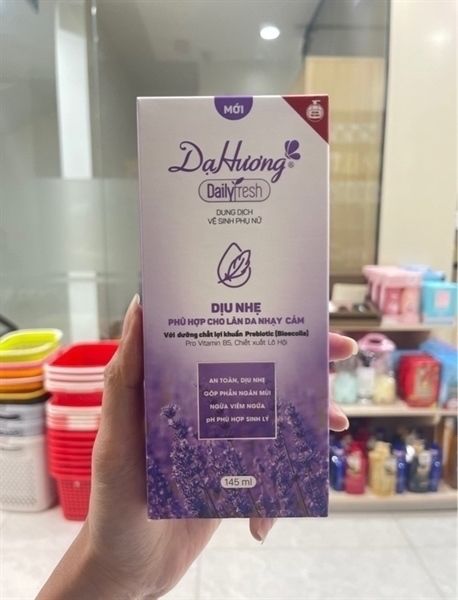 MỚI
DạHương®
Dailyfresh
DUNG DỊCH
VỆ SINH PHỤ NỮ
DỊU NHẸ
PHÙ HỢP CHO LÀN DA NHẠY CẢM
Với dưỡng chất lợi khuẩn Prebiotic (Bioecolia)
Pro Vitamin B5, Chiết xuất Lô Hội
AN TOÀN, DỊU NHẸ
GÓP PHẦN NGĂN MÙI
NGỪA VIÊM NGỨA
pH PHÙ HỢP SINH LÝ
145 ml